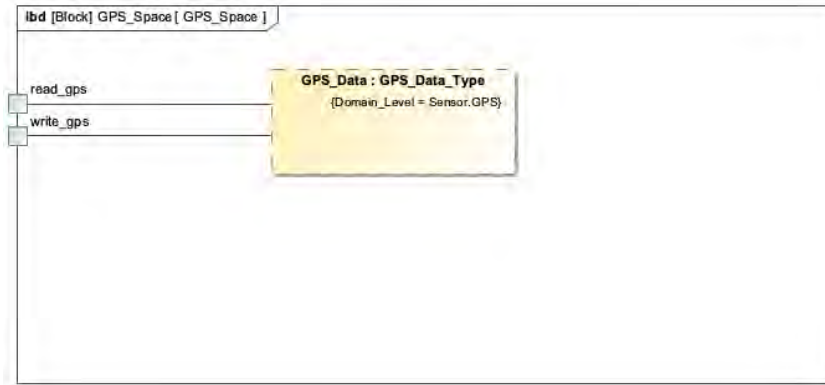 ibd [Block] GPS_Space [ GPS_Space ]
read_gps
GPS_Data : GPS_Data_Type
{Domain_Level = Sensor.GPS}
write_gps